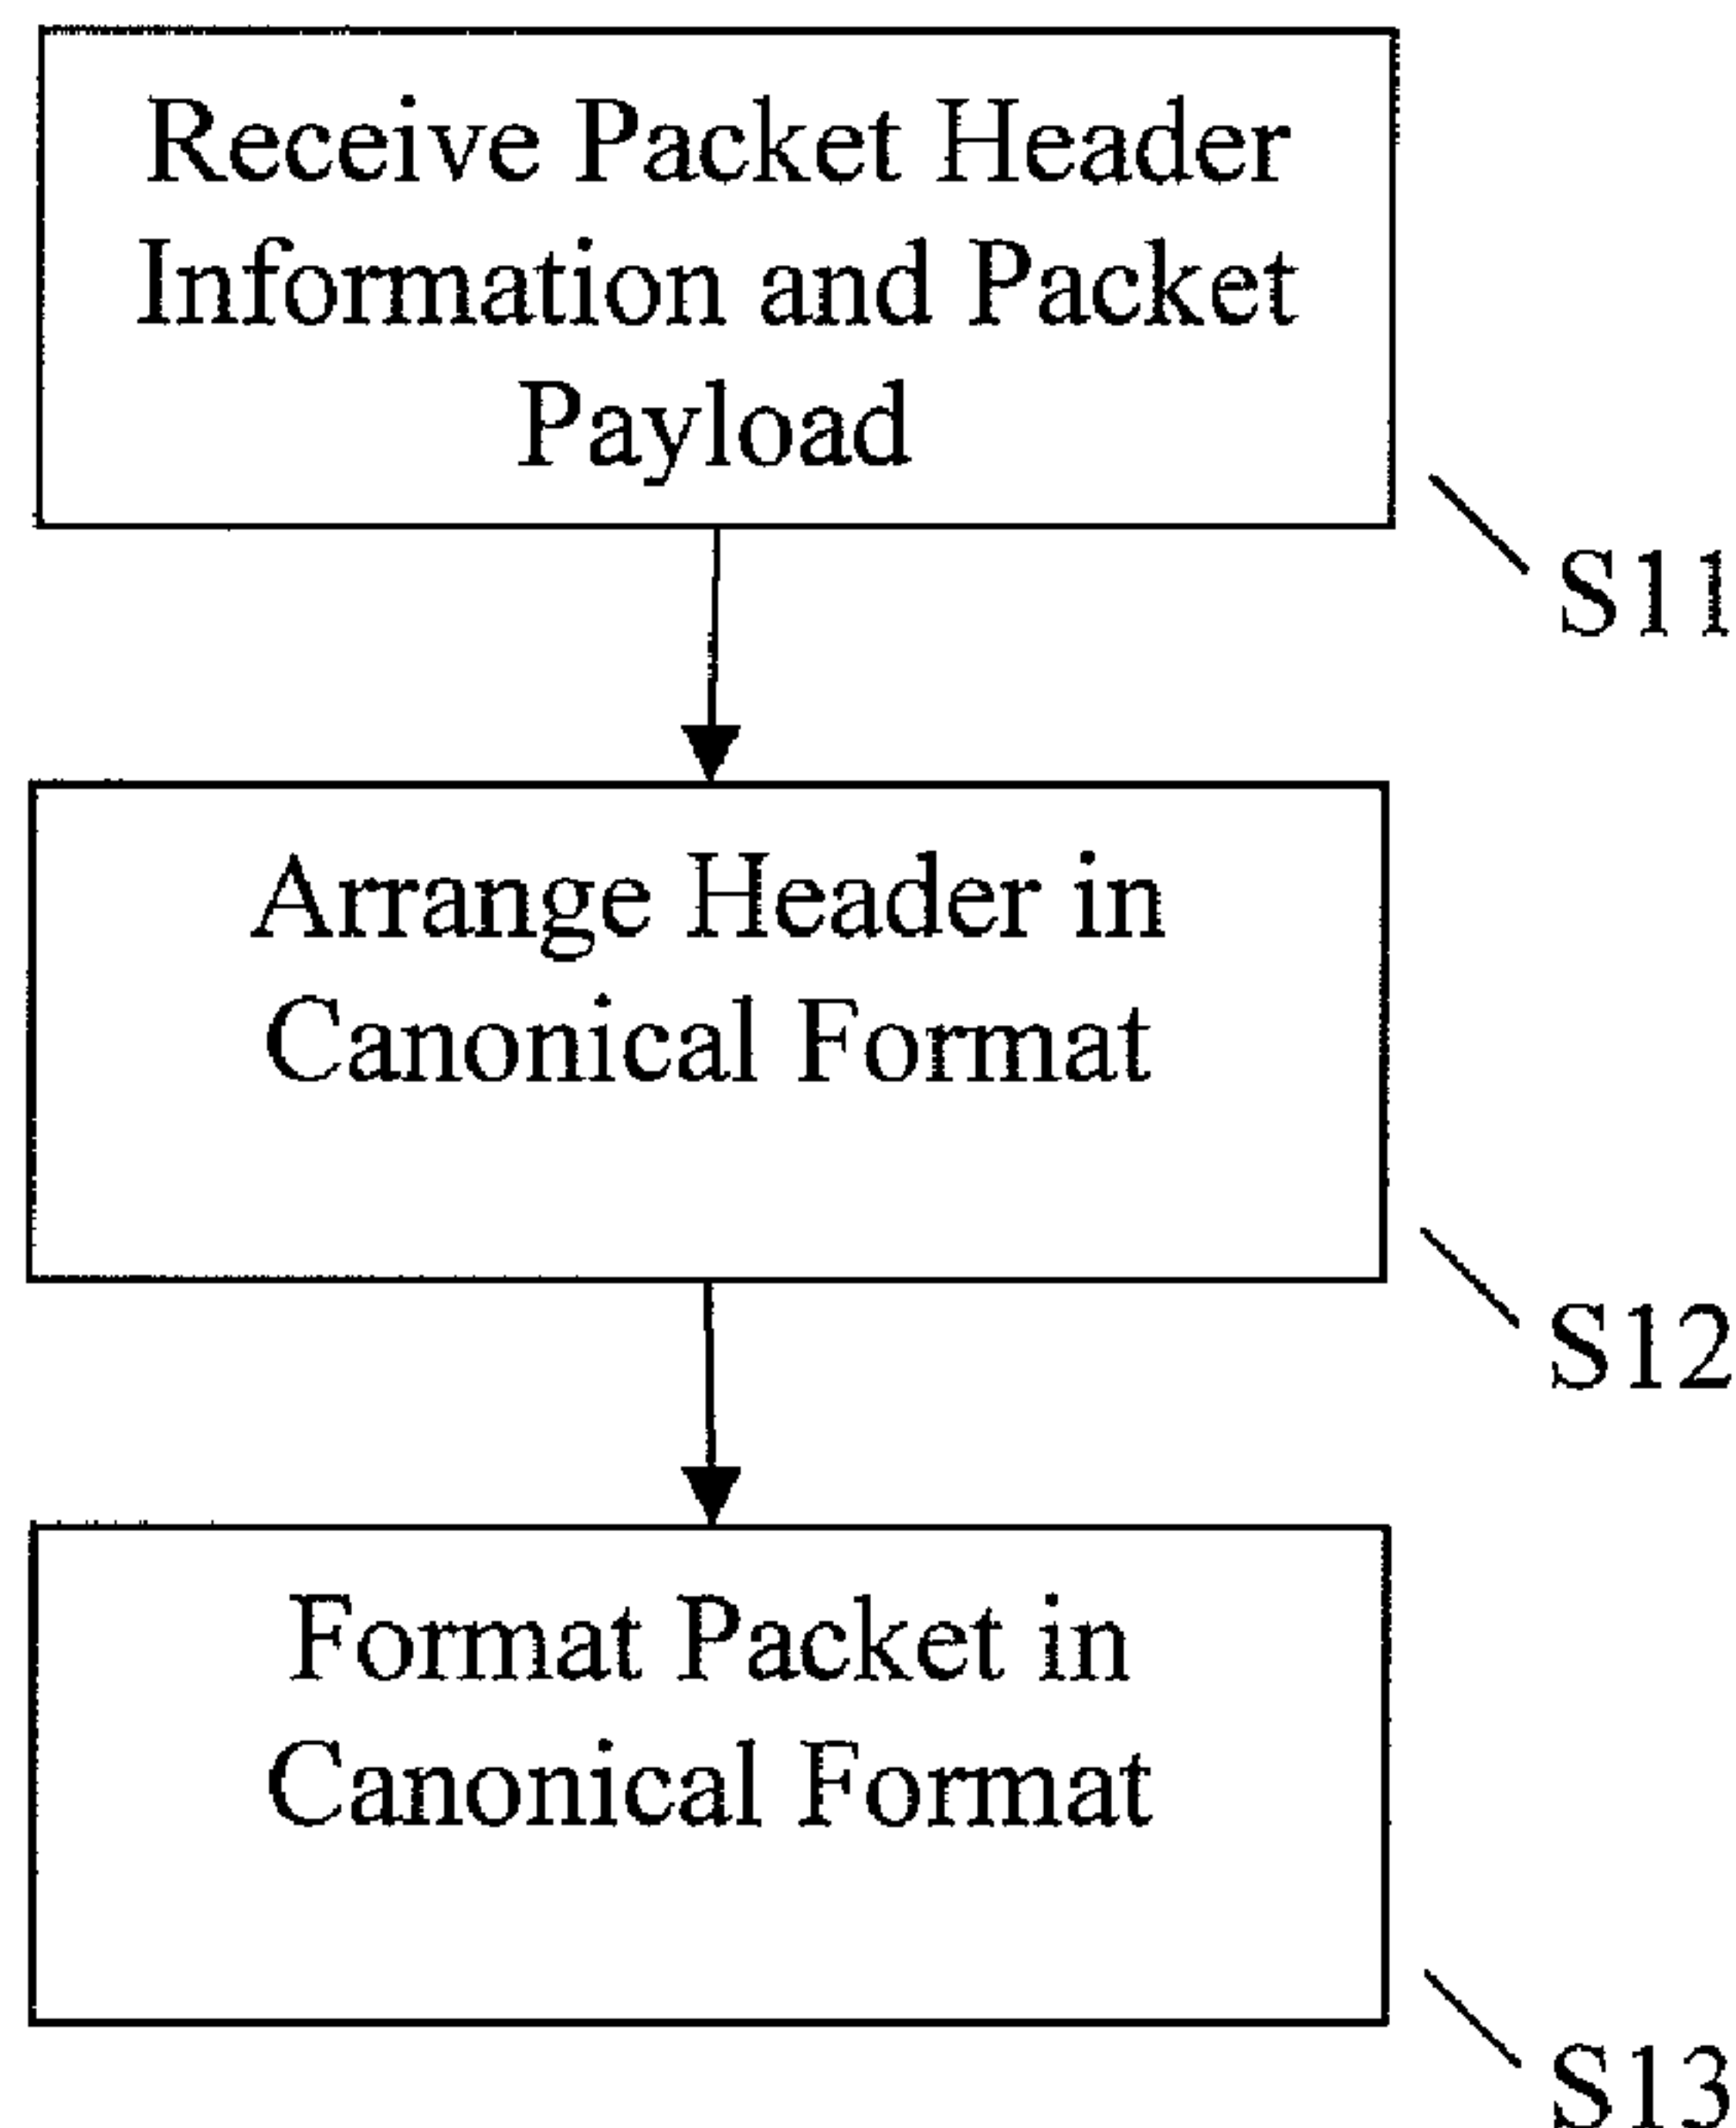 Receive Packet Header
Information and Packet
Payload
S11
Arrange Header in
Canonical Format
S12
Format Packet in
Canonical Format
S13